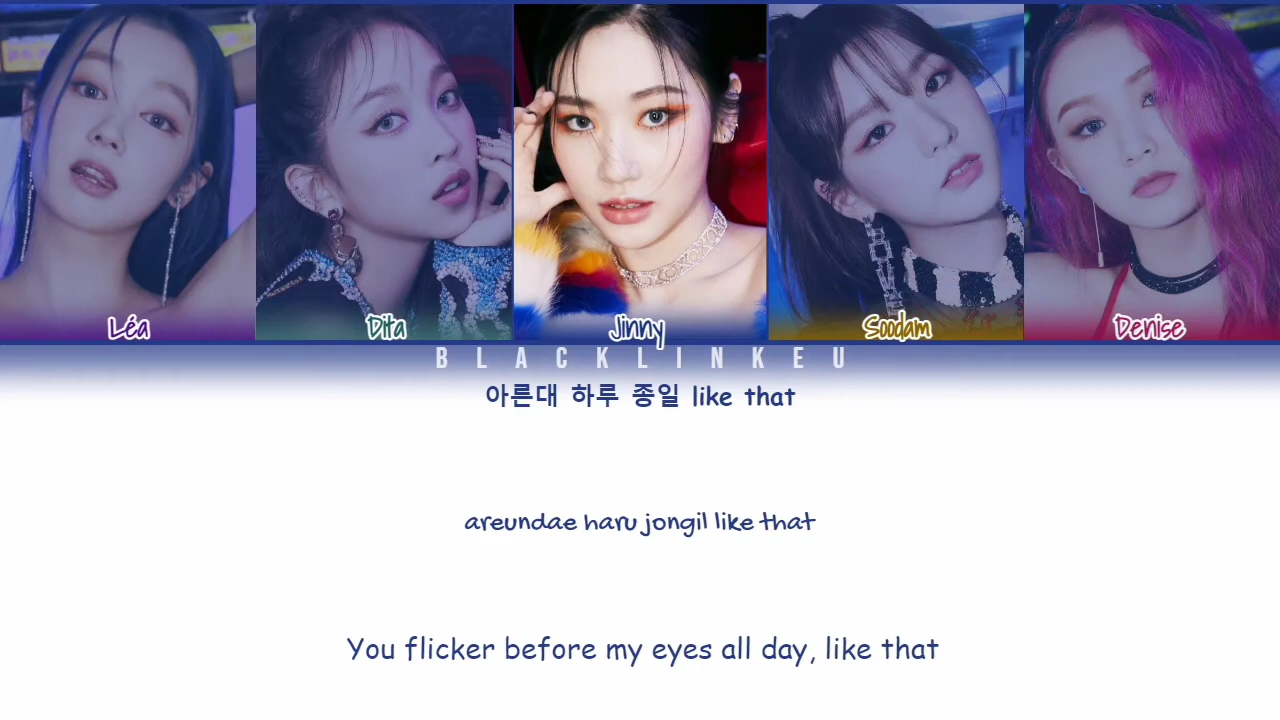 Léa Dita Jinny Soodam Denise
BLACKLINKEU
아른대 하루 종일 like that
areundae haru jongil like that
You flicker before my eyes all day, like that